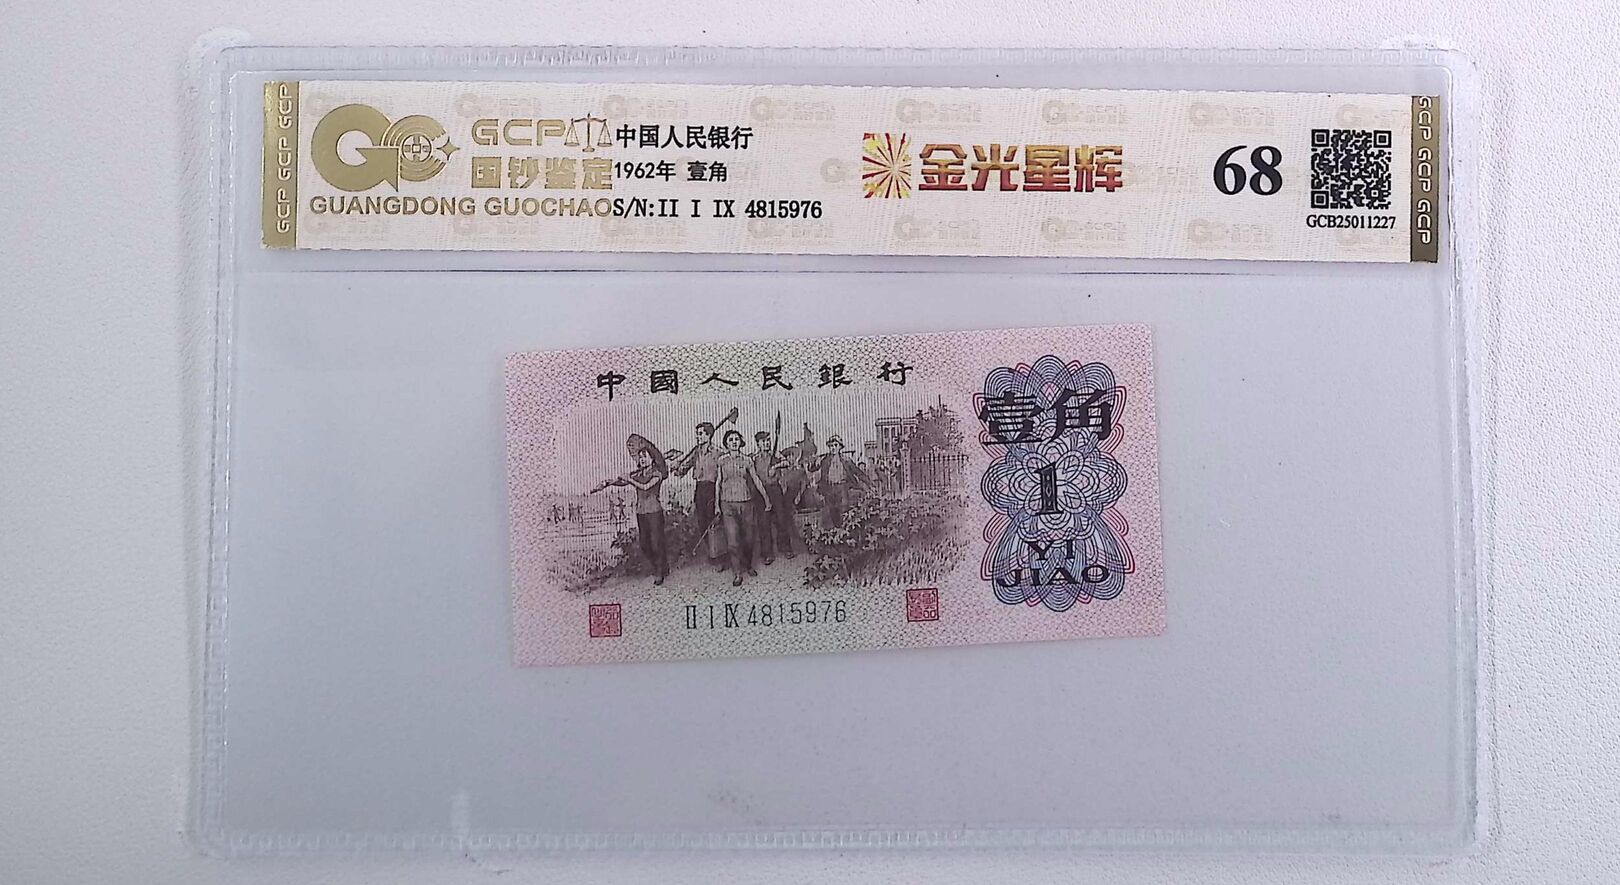 GCP GCP GCP
GCP
国钞鉴定
GUANGDONG GUOCHAO
中国人民银行
1962年 壹角
S/N:II I IX 4815976
金光星辉
68
GCB25011227
GCP GCP GCP
中國人民銀行
壹角
1
YI
JIAO
II I IX 4815976